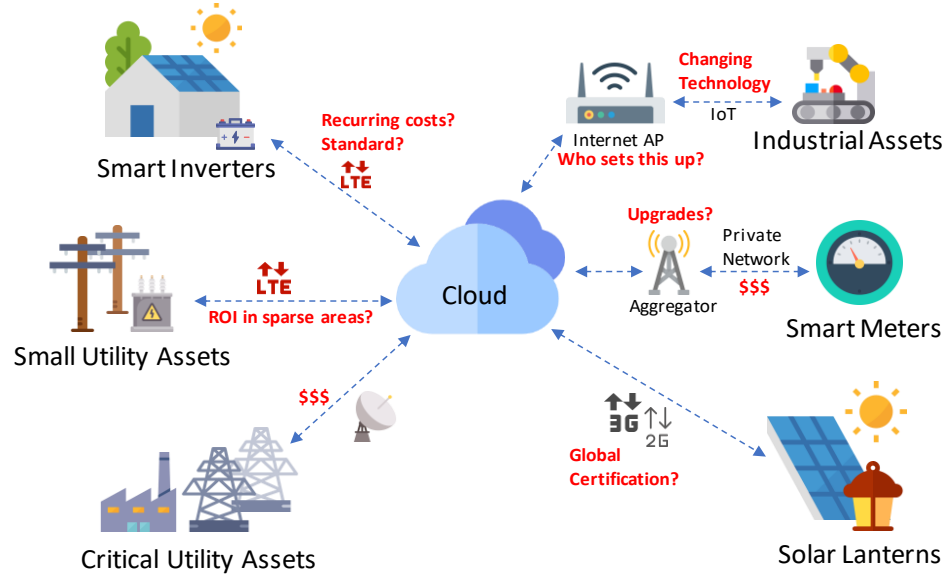 Changing
Technology
IoT
Internet AP
Who sets this up?
Industrial Assets
Recurring costs?
Standard?
LTE
Smart Inverters
Upgrades?
Private
Network
$$$
Aggregator
Smart Meters
Cloud
LTE
ROI in sparse areas?
Small Utility Assets
$$$
Critical Utility Assets
3G
2G
Global
Certification?
Solar Lanterns